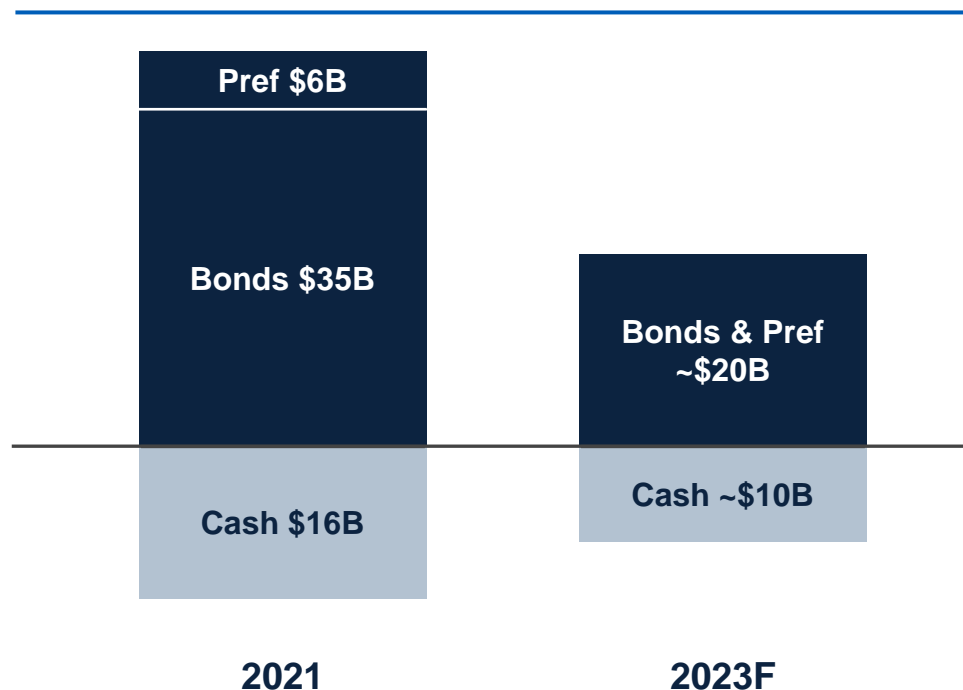 Pref $6B
Bonds $35B
Bonds & Pref
~$20B
Cash $16B
Cash ~$10B
2021
2023F